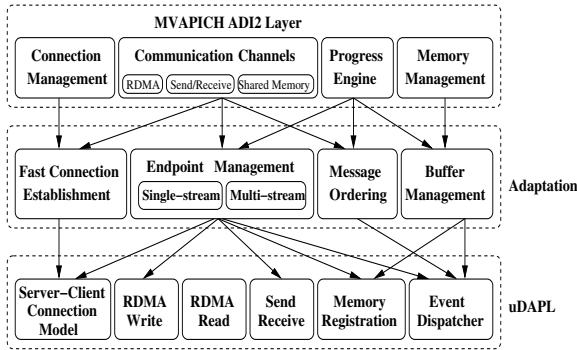 MVAPICH ADI2 Layer
Connection
Management
Communication Channels
RDMA
Send/Receive
Shared Memory
Progress
Engine
Memory
Management
Fast Connection
Establishment
Endpoint Management
Single−stream
Multi−stream
Message
Ordering
Buffer
Management
Adaptation
Server−Client
Connection
Model
RDMA
Write
RDMA
Read
Send
Receive
Memory
Registration
Event
Dispatcher
uDAPL